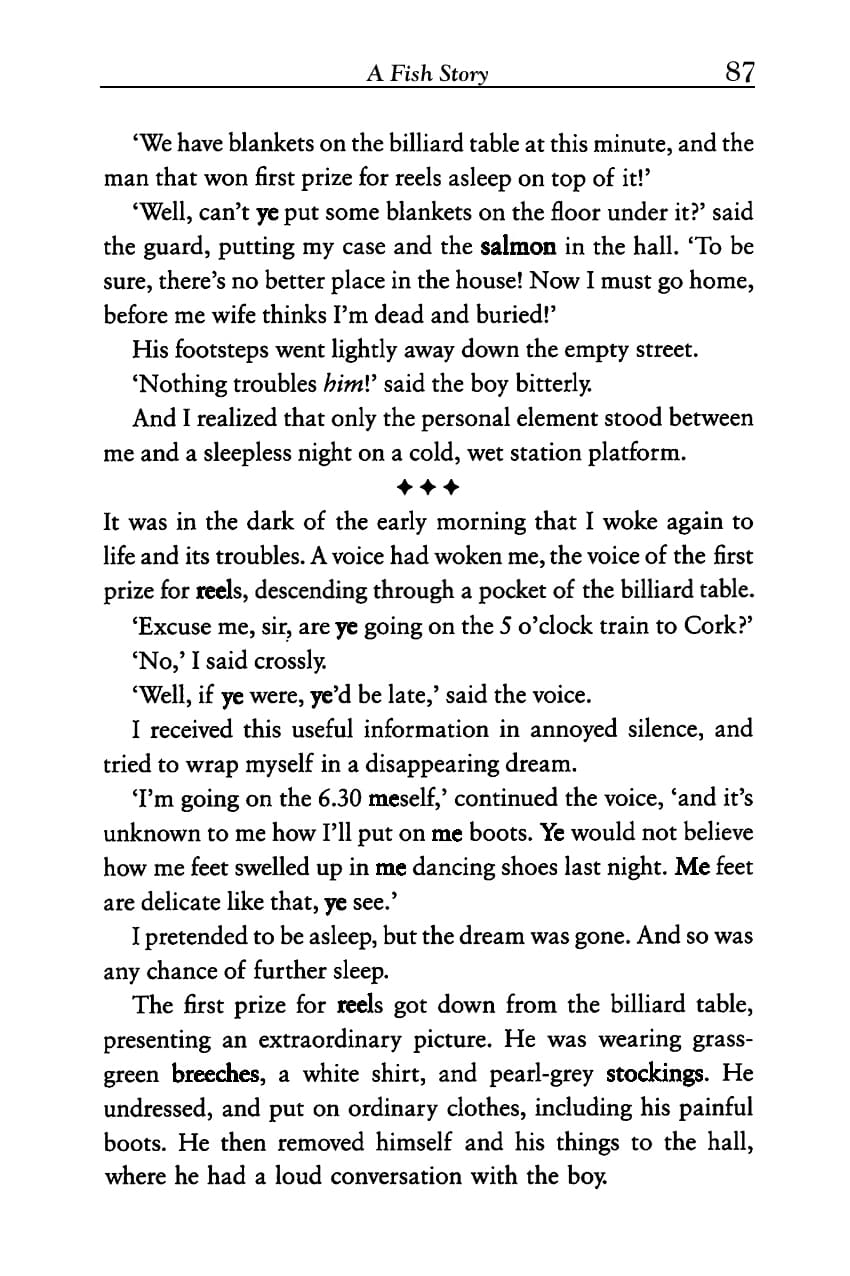 A Fish Story 87
‘We have blankets on the billiard table at this minute, and the
man that won first prize for reels asleep on top of it!’
‘Well, can’t ye put some blankets on the floor under it?’ said
the guard, putting my case and the salmon in the hall. ‘To be
sure, there’s no better place in the house! Now I must go home,
before me wife thinks I’m dead and buried!’
His footsteps went lightly away down the empty street.
‘Nothing troubles him!’ said the boy bitterly.
And I realized that only the personal element stood between
me and a sleepless night on a cold, wet station platform.
✦ ✦ ✦
It was in the dark of the early morning that I woke again to
life and its troubles. A voice had woken me, the voice of the first
prize for reels, descending through a pocket of the billiard table.
‘Excuse me, sir, are ye going on the 5 o’clock train to Cork?’
‘No,’ I said crossly.
‘Well, if ye were, ye’d be late,’ said the voice.
I received this useful information in annoyed silence, and
tried to wrap myself in a disappearing dream.
‘I’m going on the 6.30 meself,’ continued the voice, ‘and it’s
unknown to me how I’ll put on me boots. Ye would not believe
how me feet swelled up in me dancing shoes last night. Me feet
are delicate like that, ye see.’
I pretended to be asleep, but the dream was gone. And so was
any chance of further sleep.
The first prize for reels got down from the billiard table,
presenting an extraordinary picture. He was wearing grass-
green breeches, a white shirt, and pearl-grey stockings. He
undressed, and put on ordinary clothes, including his painful
boots. He then removed himself and his things to the hall,
where he had a loud conversation with the boy.